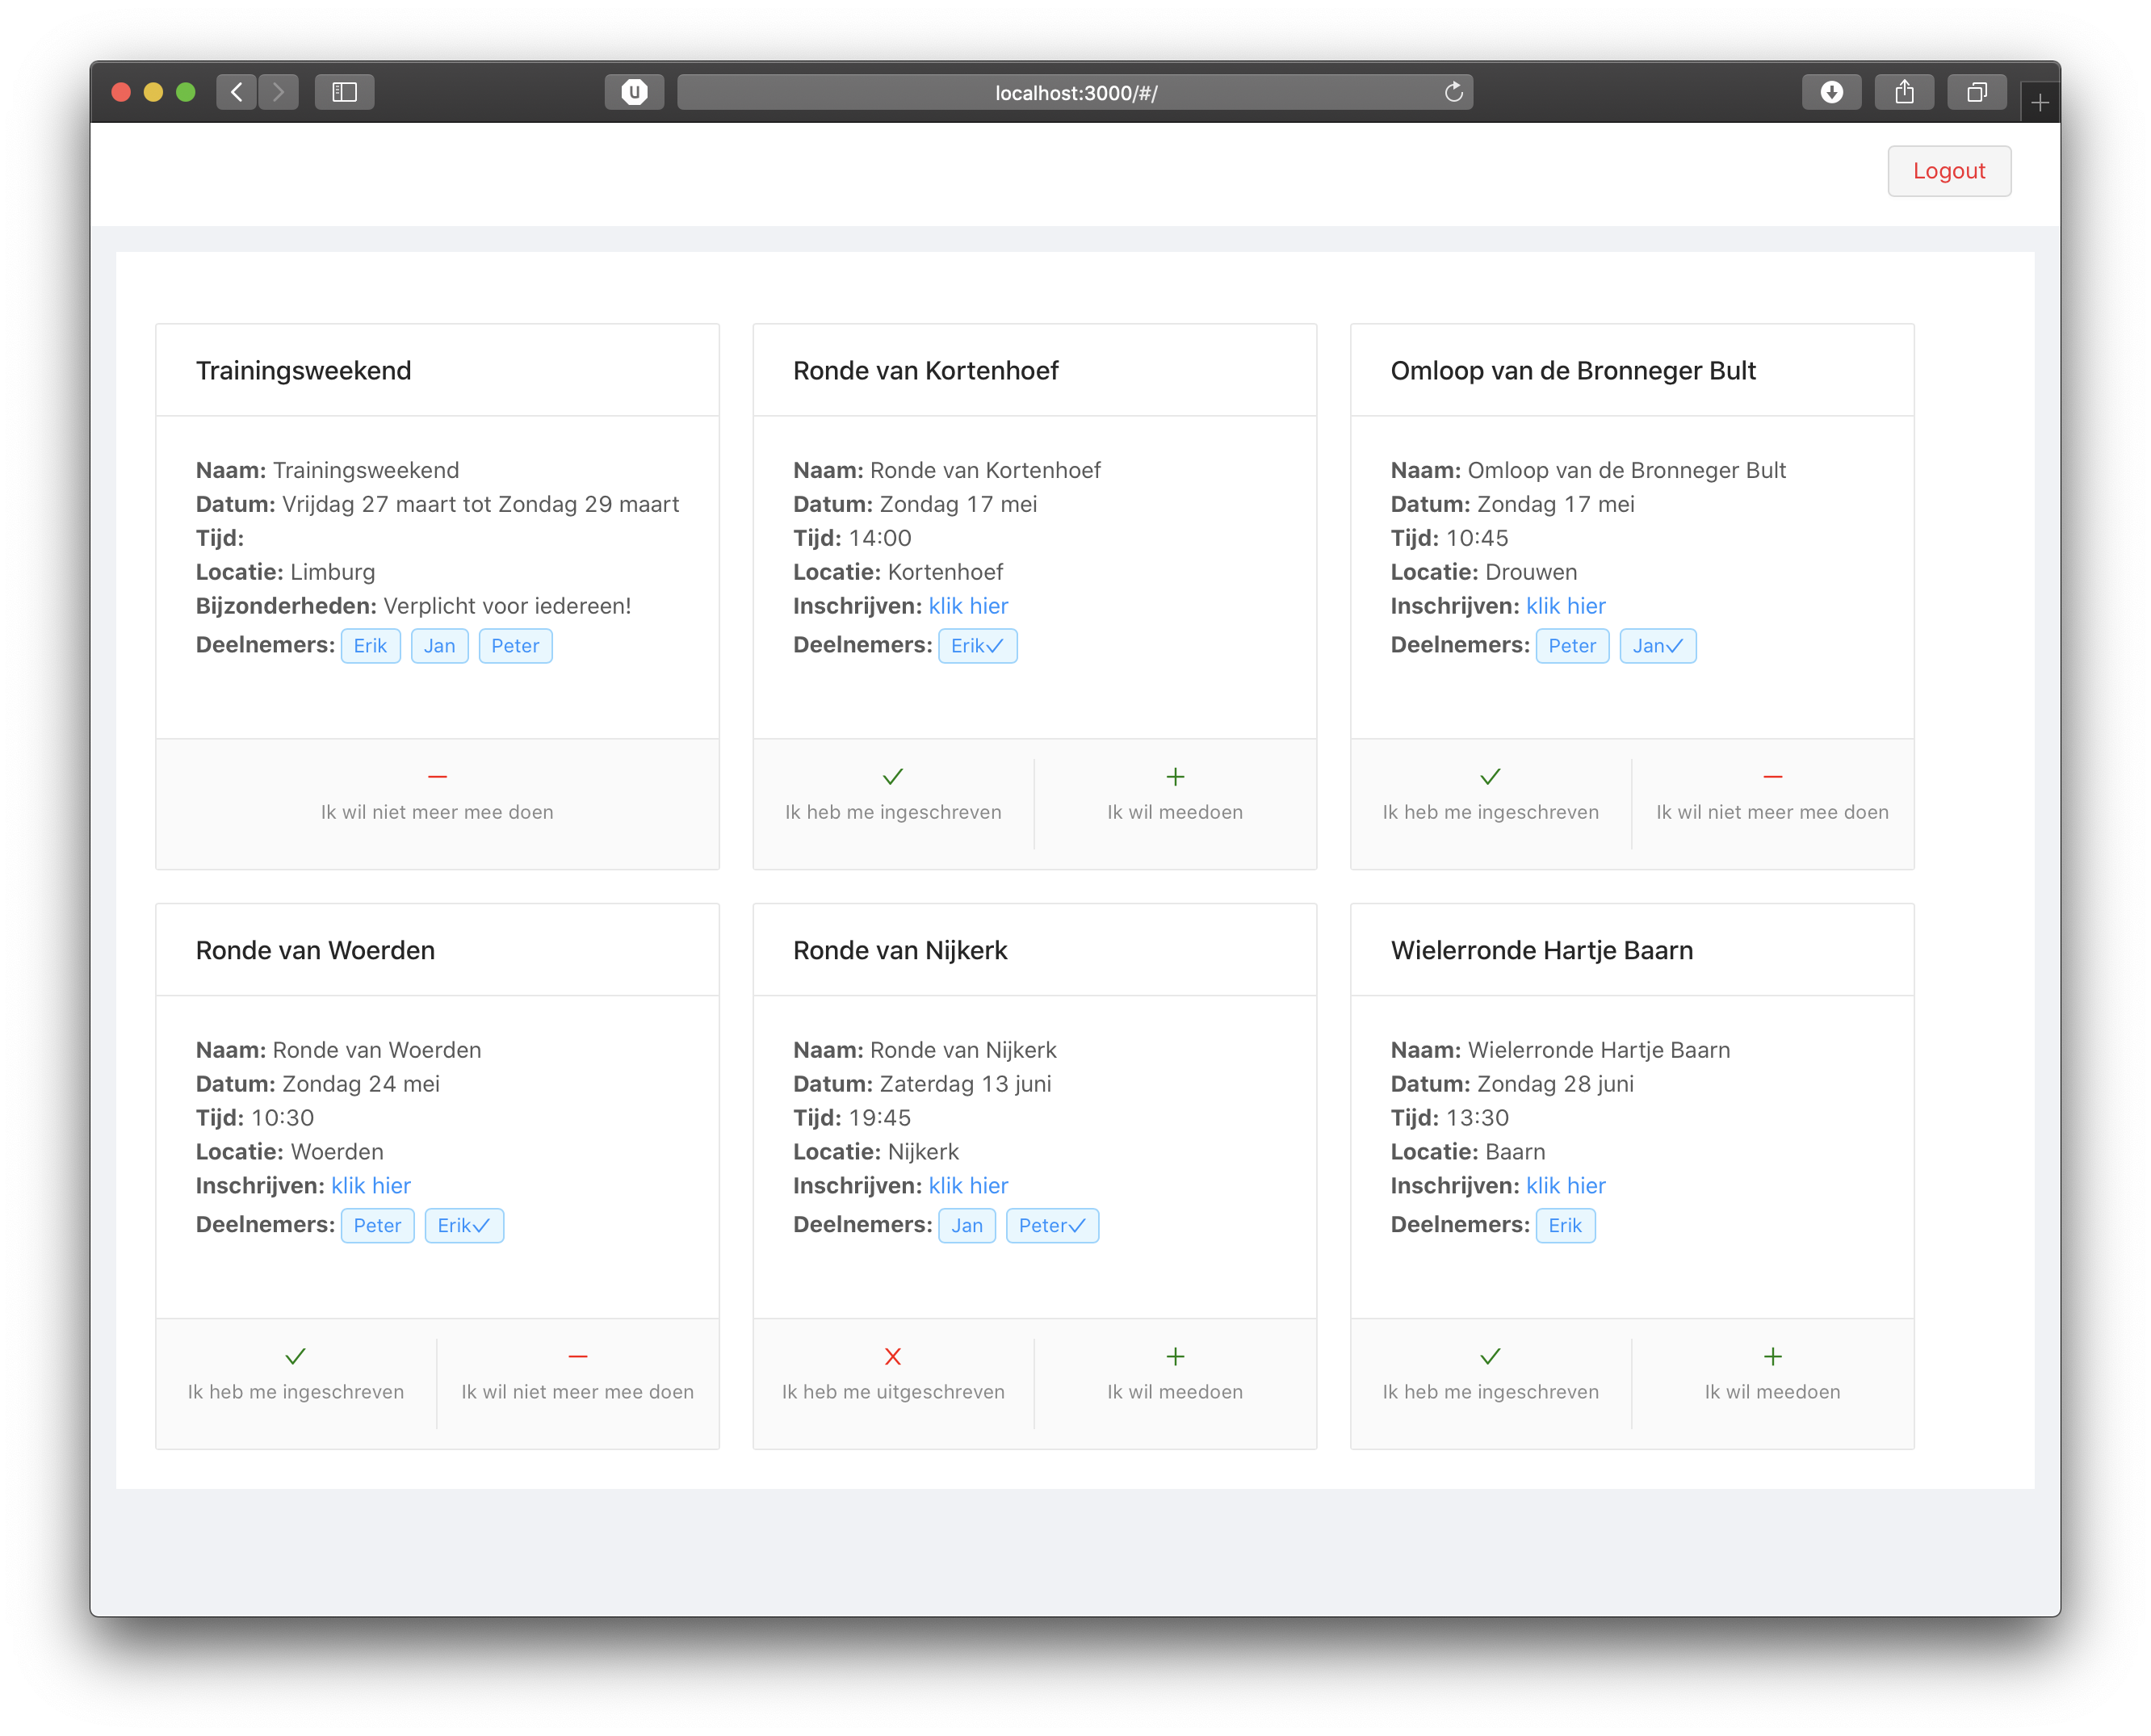 localhost:3000/#/
Logout
Trainingsweekend
Naam: Trainingsweekend
Datum: Vrijdag 27 maart tot Zondag 29 maart
Tijd:
Locatie: Limburg
Bijzonderheden: Verplicht voor iedereen!
Deelnemers: Erik Jan Peter
Ik wil niet meer mee doen
Ronde van Kortenhoef
Naam: Ronde van Kortenhoef
Datum: Zondag 17 mei
Tijd: 14:00
Locatie: Kortenhoef
Inschrijven: klik hier
Deelnemers: Erik✓
Ik heb me ingeschreven
Ik wil meedoen
Omloop van de Bronneger Bult
Naam: Omloop van de Bronneger Bult
Datum: Zondag 17 mei
Tijd: 10:45
Locatie: Drouwen
Inschrijven: klik hier
Deelnemers: Peter Jan✓
Ik heb me ingeschreven
Ik wil niet meer mee doen
Ronde van Woerden
Naam: Ronde van Woerden
Datum: Zondag 24 mei
Tijd: 10:30
Locatie: Woerden
Inschrijven: klik hier
Deelnemers: Peter Erik✓
Ik heb me ingeschreven
Ik wil niet meer mee doen
Ronde van Nijkerk
Naam: Ronde van Nijkerk
Datum: Zaterdag 13 juni
Tijd: 19:45
Locatie: Nijkerk
Inschrijven: klik hier
Deelnemers: Jan Peter✓
Ik heb me uitgeschreven
Ik wil meedoen
Wielerronde Hartje Baarn
Naam: Wielerronde Hartje Baarn
Datum: Zondag 28 juni
Tijd: 13:30
Locatie: Baarn
Inschrijven: klik hier
Deelnemers: Erik
Ik heb me ingeschreven
Ik wil meedoen